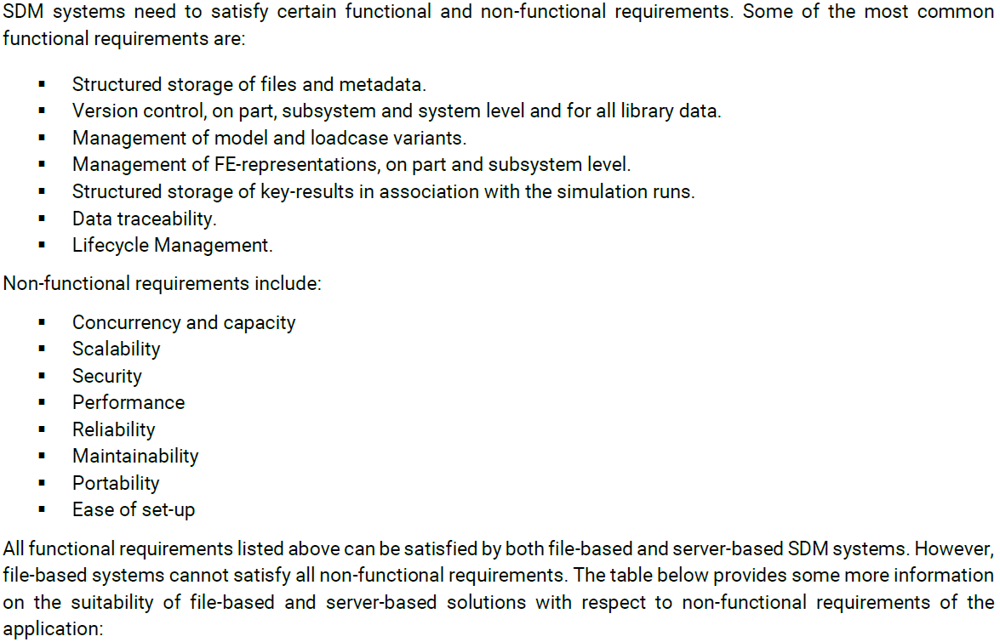 SDM systems need to satisfy certain functional and non-functional requirements. Some of the most common
functional requirements are:
▪ Structured storage of files and metadata.
▪ Version control, on part, subsystem and system level and for all library data.
▪ Management of model and loadcase variants.
▪ Management of FE-representations, on part and subsystem level.
▪ Structured storage of key-results in association with the simulation runs.
▪ Data traceability.
▪ Lifecycle Management.
Non-functional requirements include:
▪ Concurrency and capacity
▪ Scalability
▪ Security
▪ Performance
▪ Reliability
▪ Maintainability
▪ Portability
▪ Ease of set-up
All functional requirements listed above can be satisfied by both file-based and server-based SDM systems. However,
file-based systems cannot satisfy all non-functional requirements. The table below provides some more information
on the suitability of file-based and server-based solutions with respect to non-functional requirements of the
application: